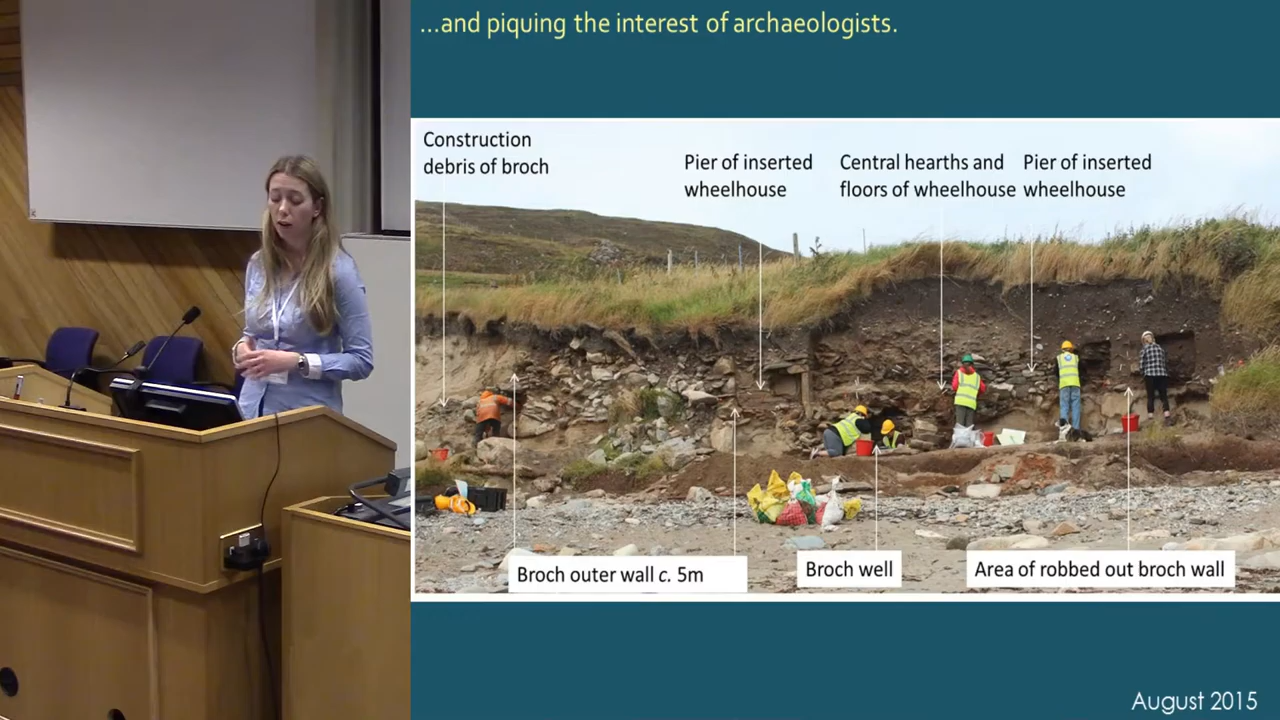 ...and piquing the interest of archaeologists.
Construction
debris of broch
Pier of inserted
wheelhouse
Central hearths and
floors of wheelhouse
Pier of inserted
wheelhouse
Broch outer wall c. 5m
Broch well
Area of robbed out broch wall
August 2015